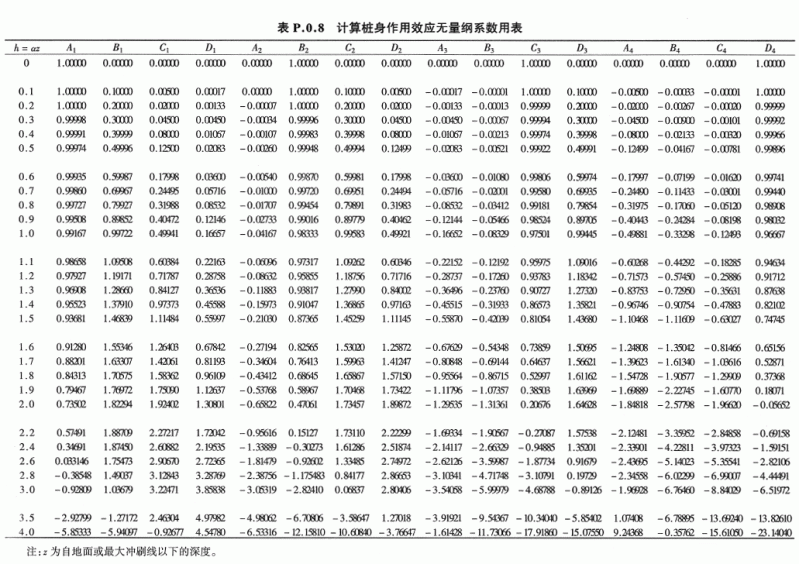 表 P.0.8 计算桩身作用效应无量纲系数用表
h = αz A₁ B₁ C₁ D₁ A₂ B₂ C₂ D₂ A₃ B₃ C₃ D₃ A₄ B₄ C₄ D₄
0 1.00000 0.00000 0.00000 0.00000 0.00000 1.00000 0.00000 0.00000 0.00000 0.00000 1.00000 0.00000 0.00000 0.00000 0.00000 1.00000
0.1 1.00000 0.10000 0.00500 0.00017 0.00000 1.00000 0.10000 0.00500 -0.00017 -0.00001 1.00000 0.10000 -0.00500 -0.00033 -0.00001 1.00000
0.2 1.00000 0.20000 0.02000 0.00133 -0.00007 1.00000 0.20000 0.02000 -0.00133 -0.00013 0.99999 0.20000 -0.02000 -0.00267 -0.00020 0.99999
0.3 0.99998 0.30000 0.04500 0.00450 -0.00034 0.99996 0.30000 0.04500 -0.00450 -0.00067 0.99994 0.30000 -0.04500 -0.00900 -0.00101 0.99992
0.4 0.99991 0.39999 0.08000 0.01067 -0.00107 0.99983 0.39998 0.08000 -0.01067 -0.00213 0.99974 0.39998 -0.08000 -0.02133 -0.00320 0.99966
0.5 0.99974 0.49996 0.12500 0.02083 -0.00260 0.99948 0.49994 0.12499 -0.02083 -0.00521 0.99922 0.49991 -0.12499 -0.04167 -0.00781 0.99896
0.6 0.99935 0.59987 0.17998 0.03600 -0.00540 0.99870 0.59981 0.17998 -0.03600 -0.01080 0.99806 0.59974 -0.17997 -0.07199 -0.01620 0.99741
0.7 0.99860 0.69967 0.24495 0.05716 -0.01000 0.99720 0.69951 0.24494 -0.05716 -0.02001 0.99580 0.69935 -0.24490 -0.11433 -0.03001 0.99440
0.8 0.99727 0.79927 0.31988 0.08532 -0.01707 0.99454 0.79891 0.31983 -0.08532 -0.03412 0.99181 0.79854 -0.31975 -0.17060 -0.05120 0.98908
0.9 0.99508 0.89852 0.40472 0.12146 -0.02733 0.99016 0.89779 0.40462 -0.12144 -0.05466 0.98524 0.89705 -0.40443 -0.24284 -0.08198 0.98032
1.0 0.99167 0.99722 0.49941 0.16657 -0.04167 0.98333 0.99583 0.49921 -0.16652 -0.08329 0.97501 0.99445 -0.49881 -0.33298 -0.12493 0.96667
1.1 0.98658 1.09508 0.60384 0.22163 -0.06096 0.97317 1.09262 0.60346 -0.22152 -0.12192 0.95975 1.09016 -0.60268 -0.44292 -0.18285 0.94634
1.2 0.97927 1.19171 0.71787 0.28758 -0.08632 0.95855 1.18756 0.71716 -0.28737 -0.17260 0.93783 1.18342 -0.71573 -0.57450 -0.25886 0.91712
1.3 0.96908 1.28660 0.84127 0.36536 -0.11883 0.93817 1.27990 0.84002 -0.36496 -0.23760 0.90727 1.27320 -0.83753 -0.72950 -0.35631 0.87638
1.4 0.95523 1.37910 0.97373 0.45588 -0.15973 0.91047 1.36865 0.97163 -0.45515 -0.31933 0.86573 1.35821 -0.96746 -0.90754 -0.47883 0.82102
1.5 0.93681 1.46839 1.11484 0.55997 -0.21030 0.87365 1.45259 1.11145 -0.55870 -0.42039 0.81054 1.43680 -1.10468 -1.11609 -0.63027 0.74745
1.6 0.91280 1.55346 1.26403 0.67842 -0.27194 0.82565 1.53020 1.25872 -0.67629 -0.54348 0.73859 1.50695 -1.24808 -1.35042 -0.81466 0.65156
1.7 0.88201 1.63307 1.42061 0.81193 -0.34604 0.76413 1.59963 1.41247 -0.80848 -0.69144 0.64637 1.56621 -1.39623 -1.61340 -1.03616 0.52871
1.8 0.84313 1.70575 1.58362 0.96109 -0.43412 0.68645 1.65867 1.57150 -0.95564 -0.86715 0.52997 1.61162 -1.54728 -1.90577 -1.29909 0.37368
1.9 0.79467 1.76972 1.75090 1.12637 -0.53768 0.58967 1.70468 1.73422 -1.11796 -1.07357 0.38503 1.63969 -1.69889 -2.22745 -1.60770 0.18071
2.0 0.73502 1.82294 1.92402 1.30801 -0.65822 0.47061 1.73457 1.89872 -1.29535 -1.31361 0.20676 1.64628 -1.84818 -2.57798 -1.96620 -0.05652
2.2 0.57491 1.88709 2.27217 1.72042 -0.95616 0.15127 1.73110 2.22299 -1.69334 -1.90567 -0.27087 1.57538 -2.12481 -3.35952 -2.84858 -0.69158
2.4 0.34691 1.87450 2.60882 2.19535 -1.33889 -0.30273 1.61286 2.51874 -2.14117 -2.66329 -0.94885 1.35201 -2.33901 -4.22811 -3.97323 -1.59151
2.6 0.033146 1.75473 2.90670 2.72365 -1.81479 -0.92602 1.33485 2.74972 -2.62126 -3.59987 -1.87734 0.91679 -2.43695 -5.14023 -5.35541 -2.82106
2.8 -0.38548 1.49037 3.12843 3.28769 -2.38756 -1.175483 0.84177 2.86653 -3.10341 -4.71748 -3.10791 0.19729 -2.34558 -6.02299 -6.99007 -4.44491
3.0 -0.92809 1.03679 3.22471 3.85838 -3.05319 -2.82410 0.06837 2.80406 -3.54058 -5.99979 -4.68788 -0.89126 -1.96928 -6.76460 -8.84029 -6.51972
3.5 -2.92799 -1.27172 2.46304 4.97982 -4.98062 -6.70806 -3.58647 1.27018 -3.91921 -9.54367 -10.34040 -5.85402 1.07408 -6.78895 -13.69240 -13.82610
4.0 -5.85333 -5.94097 -0.92677 4.54780 -6.53316 -12.15810 -10.60840 -3.76647 -1.61428 -11.73066 -17.91860 -15.07550 9.24368 -0.35762 -15.61050 -23.14040
注:z 为自地面或最大冲刷线以下的深度。